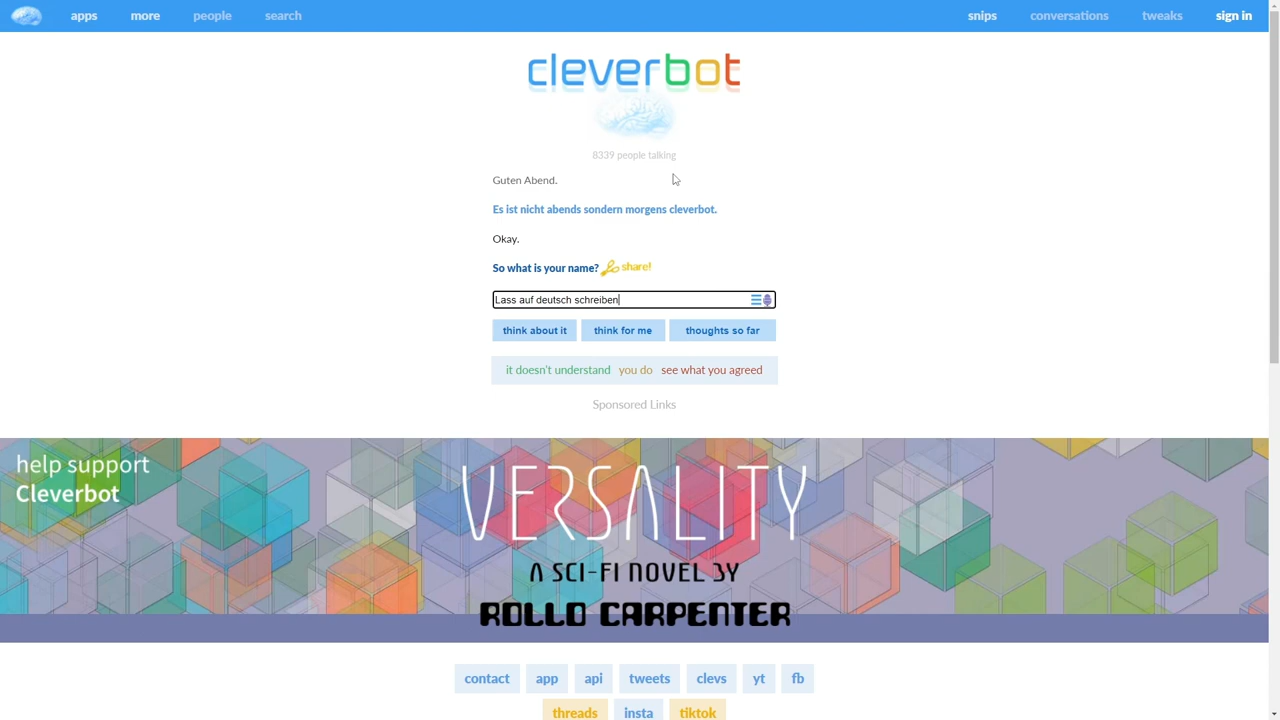 apps more people search snips conversations tweaks sign in
cleverbot
8339 people talking
Guten Abend.
Es ist nicht abends sondern morgens cleverbot.
Okay.
So what is your name? share!
Lass auf deutsch schreiben
think about it think for me thoughts so far
it doesn't understand you do see what you agreed
Sponsored Links
help support
Cleverbot
VERSALITY
A SCI-FI NOVEL BY
ROLLO CARPENTER
contact app api tweets clevs yt fb
threads insta tiktok